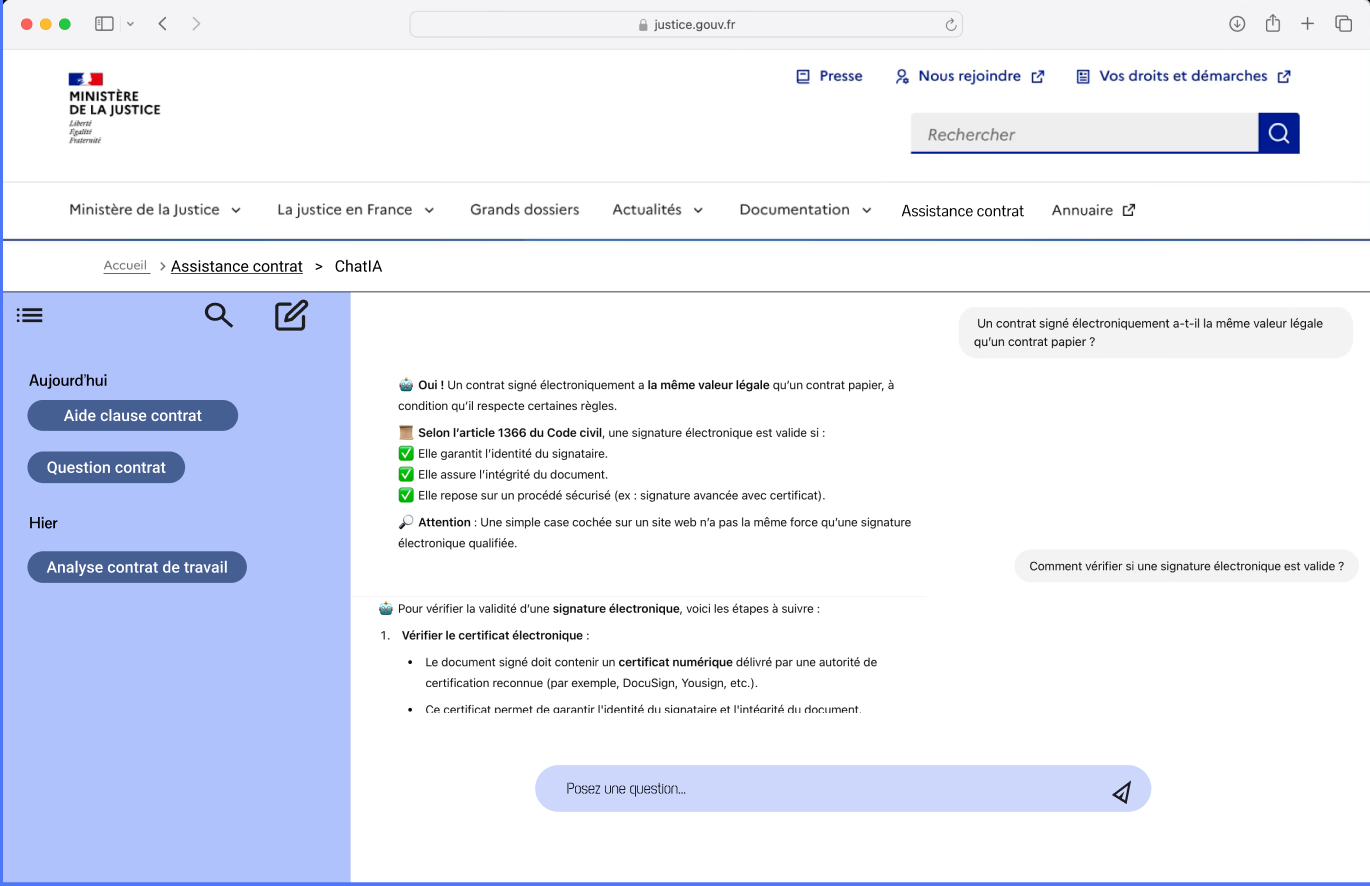 justice.gouv.fr
MINISTÈRE
DE LA JUSTICE
Liberté
Égalité
Fraternité
Presse
Nous rejoindre
Vos droits et démarches
Rechercher
Ministère de la Justice
La justice en France
Grands dossiers
Actualités
Documentation
Assistance contrat
Annuaire
Accueil > Assistance contrat > ChatIA
Aujourd'hui
Aide clause contrat
Question contrat
Hier
Analyse contrat de travail
Un contrat signé électroniquement a-t-il la même valeur légale
qu'un contrat papier ?
Oui ! Un contrat signé électroniquement a la même valeur légale qu'un contrat papier, à
condition qu'il respecte certaines règles.
Selon l'article 1366 du Code civil, une signature électronique est valide si :
Elle garantit l'identité du signataire.
Elle assure l'intégrité du document.
Elle repose sur un procédé sécurisé (ex : signature avancée avec certificat).
Attention : Une simple case cochée sur un site web n'a pas la même force qu'une signature
électronique qualifiée.
Comment vérifier si une signature électronique est valide ?
Pour vérifier la validité d'une signature électronique, voici les étapes à suivre :
1. Vérifier le certificat électronique :
• Le document signé doit contenir un certificat numérique délivré par une autorité de
certification reconnue (par exemple, DocuSign, Yousign, etc.).
• Ce certificat permet de garantir l'identité du signataire et l'intégrité du document.
Posez une question...